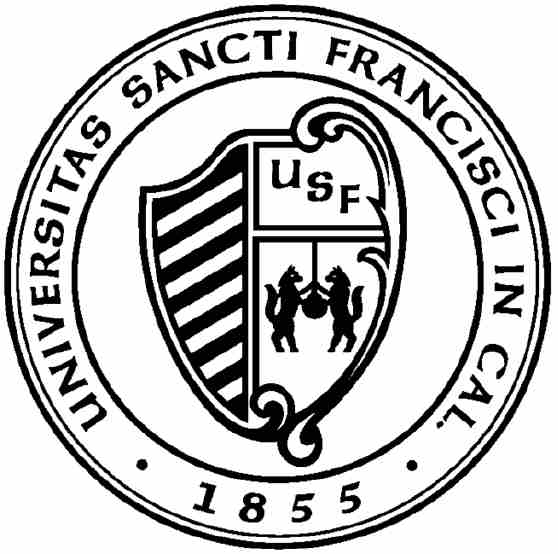 UNIVERSITAS SANCTI FRANCISCI IN CAL.
USF
· 1855 ·